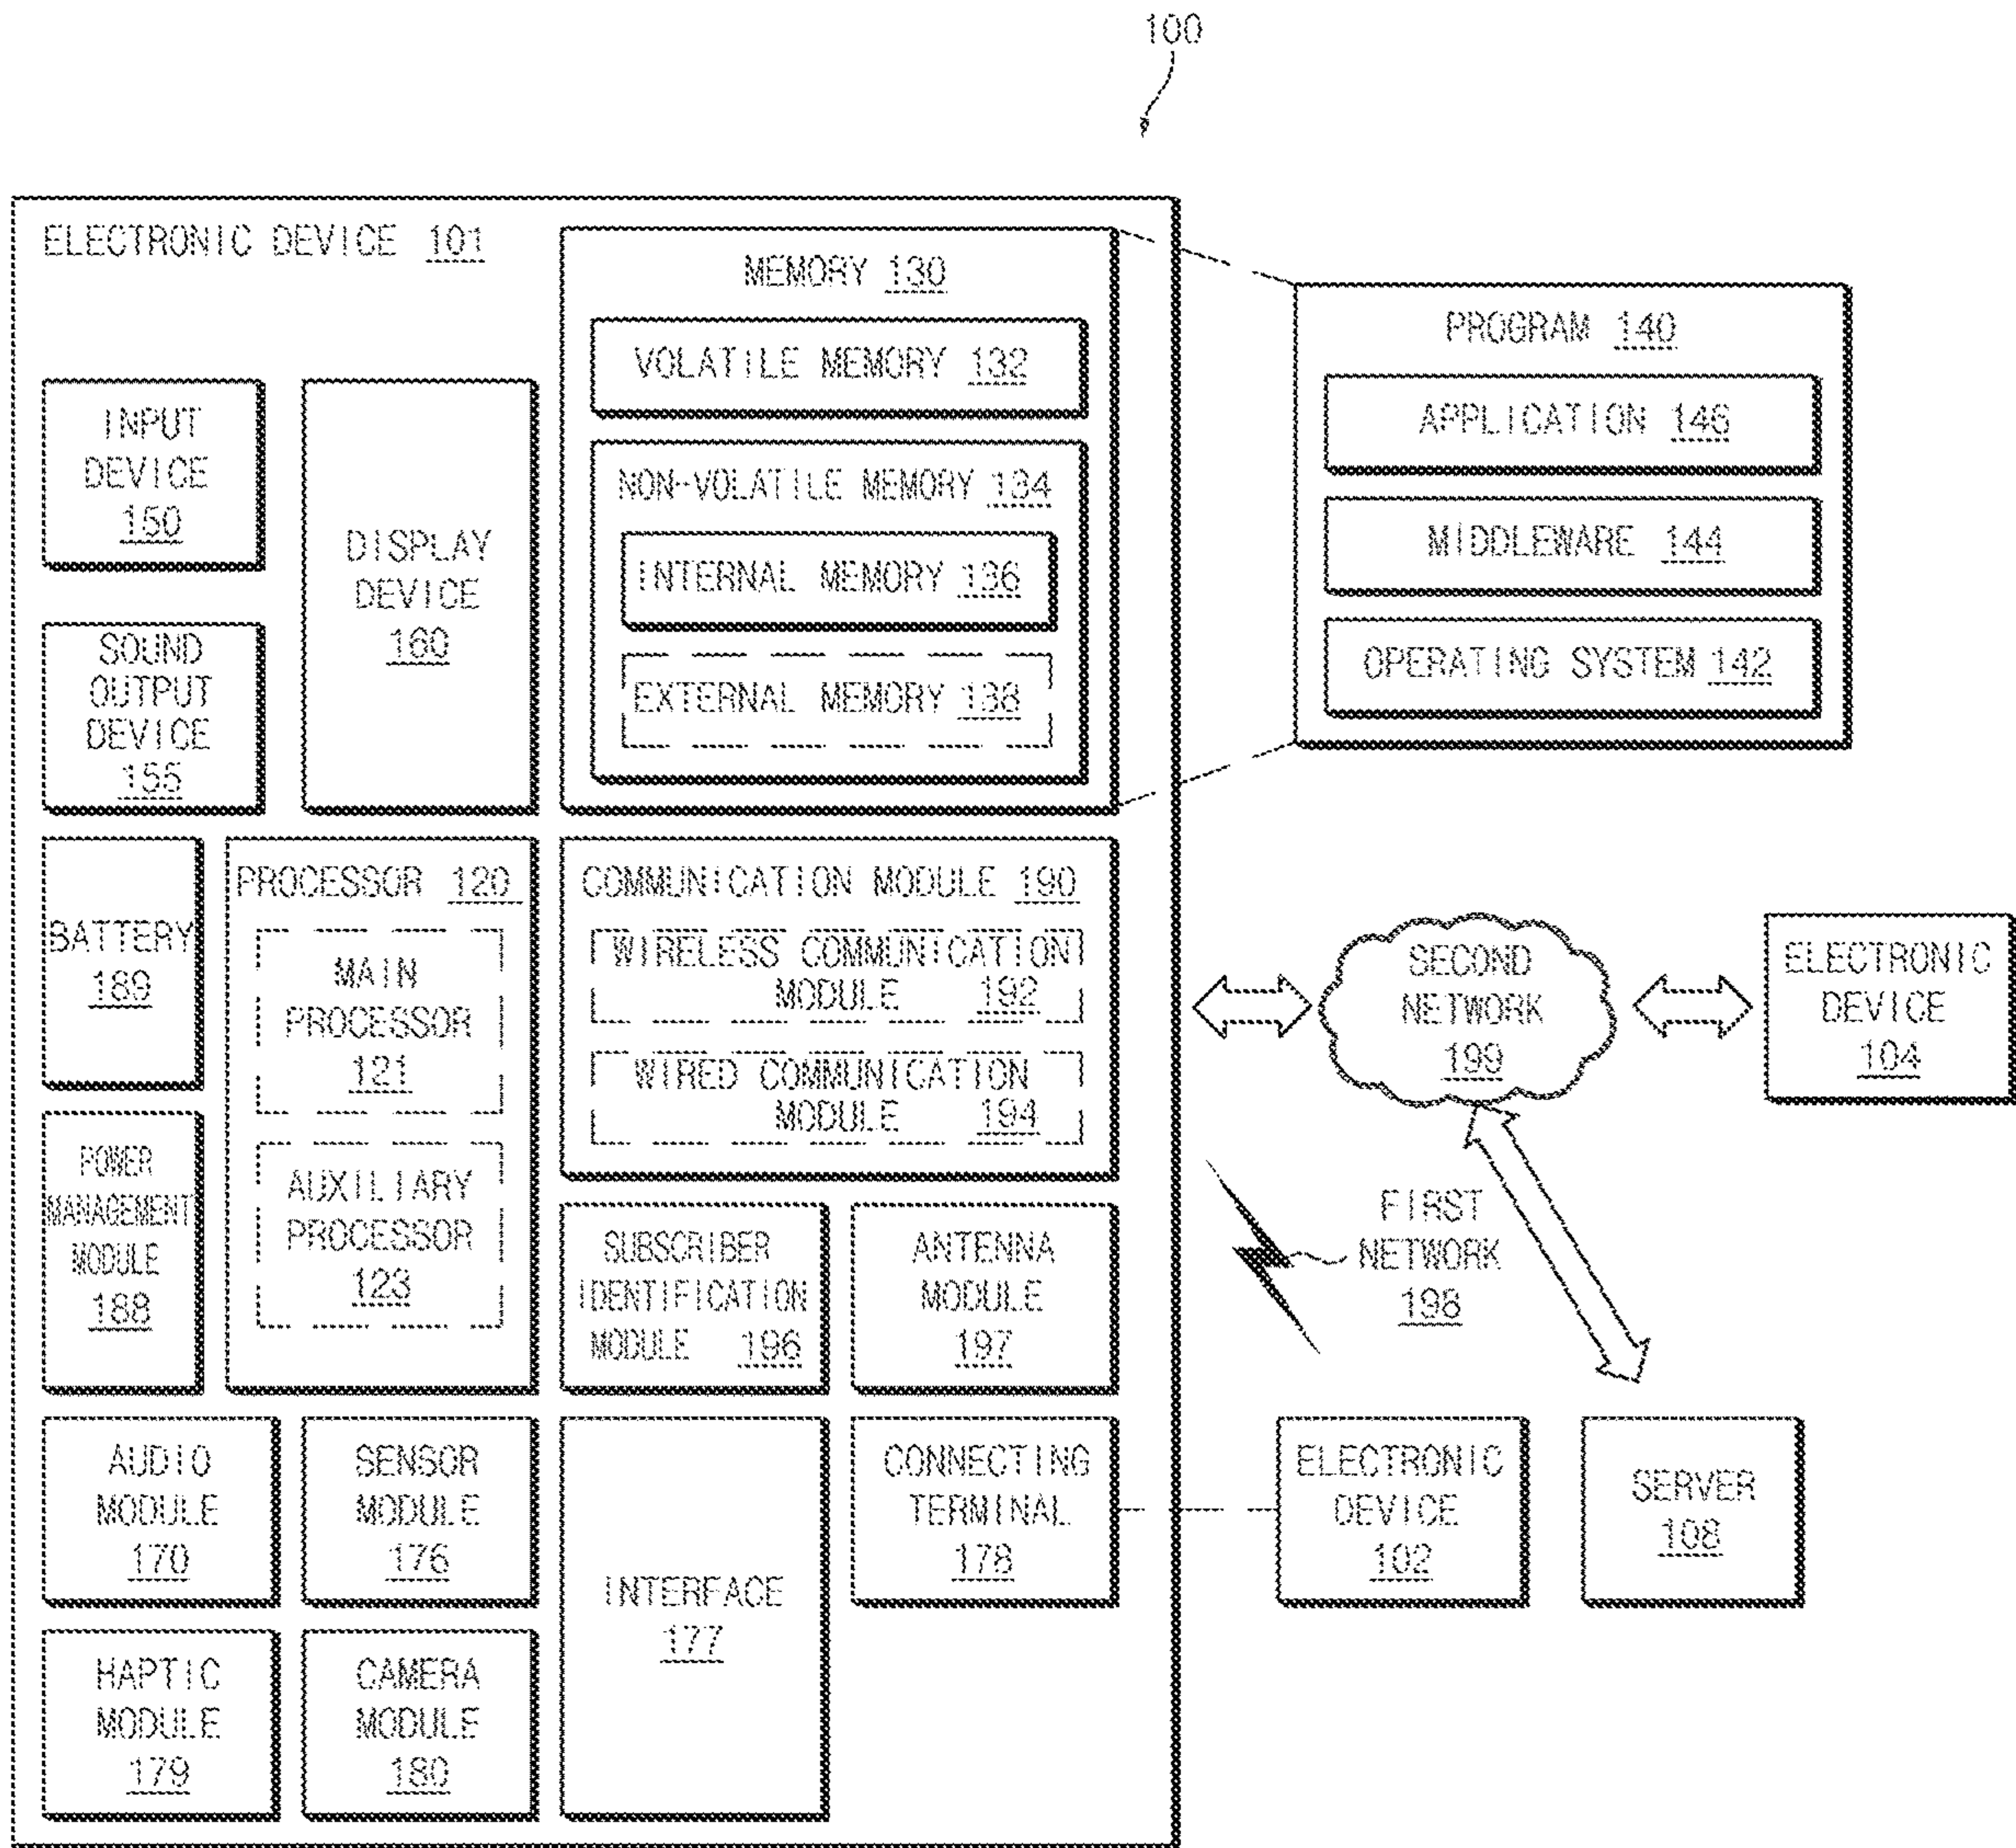 100
ELECTRONIC DEVICE 101
MEMORY 130
VOLATILE MEMORY 132
NON-VOLATILE MEMORY 134
INTERNAL MEMORY 136
EXTERNAL MEMORY 138
PROGRAM 140
APPLICATION 146
MIDDLEWARE 144
OPERATING SYSTEM 142
INPUT
DEVICE
150
DISPLAY
DEVICE
160
SOUND
OUTPUT
DEVICE
155
BATTERY
189
PROCESSOR 120
MAIN
PROCESSOR
121
AUXILIARY
PROCESSOR
123
POWER
MANAGEMENT
MODULE
188
COMMUNICATION MODULE 190
WIRELESS COMMUNICATION
MODULE 192
WIRED COMMUNICATION
MODULE 194
SECOND
NETWORK
199
ELECTRONIC
DEVICE
104
SUBSCRIBER
IDENTIFICATION
MODULE 196
ANTENNA
MODULE
197
FIRST
NETWORK
198
AUDIO
MODULE
170
SENSOR
MODULE
176
INTERFACE
177
CONNECTING
TERMINAL
178
ELECTRONIC
DEVICE
102
SERVER
108
HAPTIC
MODULE
179
CAMERA
MODULE
180